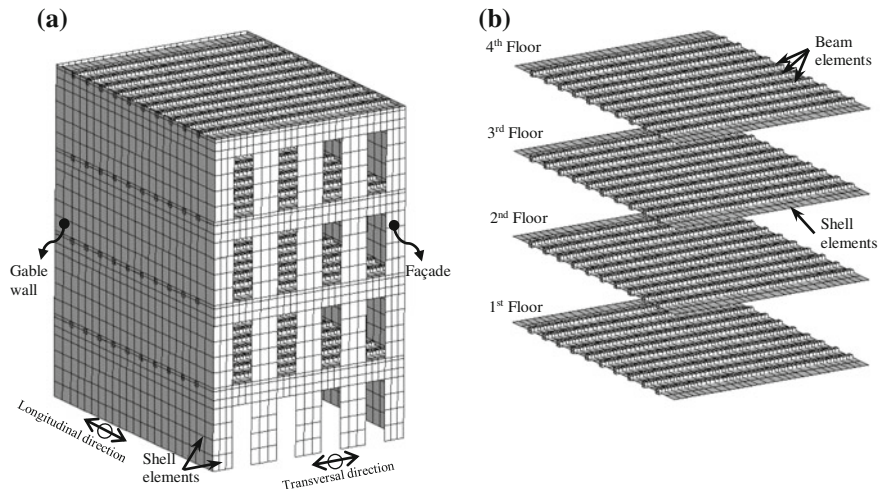 (a)
Gable
wall
Façade
Longitudinal direction
Shell
elements
Transversal direction
(b)
4th Floor
Beam
elements
3rd Floor
2nd Floor
Shell
elements
1st Floor